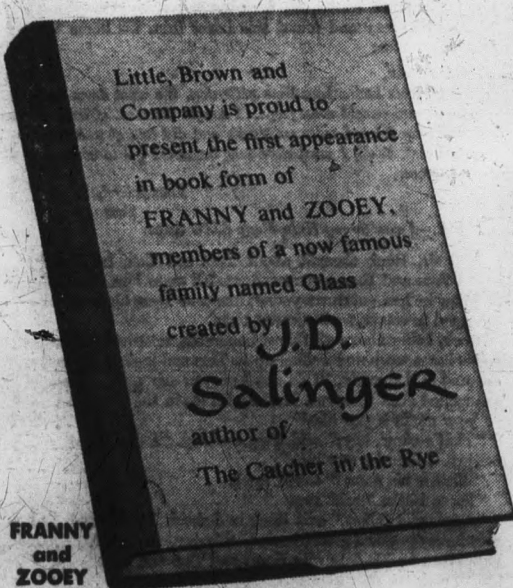 Little, Brown and
Company is proud to
present the first appearance
in book form of
FRANNY and ZOOEY,
members of a now famous
family named Glass
created by J.D.
Salinger
author of
The Catcher in the Rye
FRANNY
and
ZOOEY